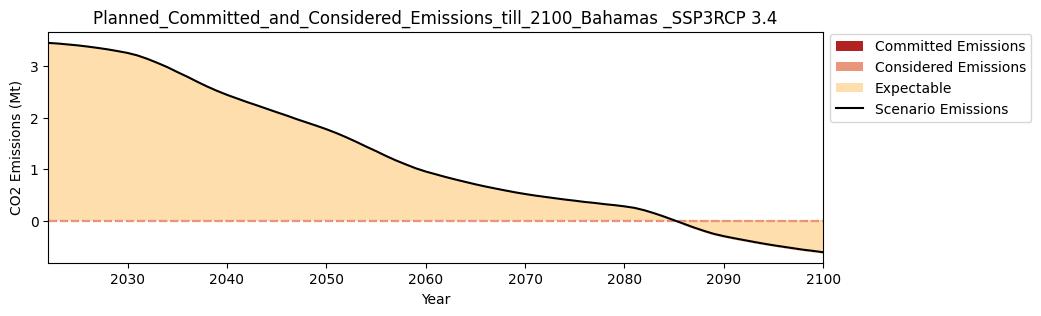 Planned_Committed_and_Considered_Emissions_till_2100_Bahamas _SSP3RCP 3.4
Committed Emissions
Considered Emissions
Expectable
Scenario Emissions
CO2 Emissions (Mt)
3
2
1
0
2030 2040 2050 2060 2070 2080 2090 2100
Year